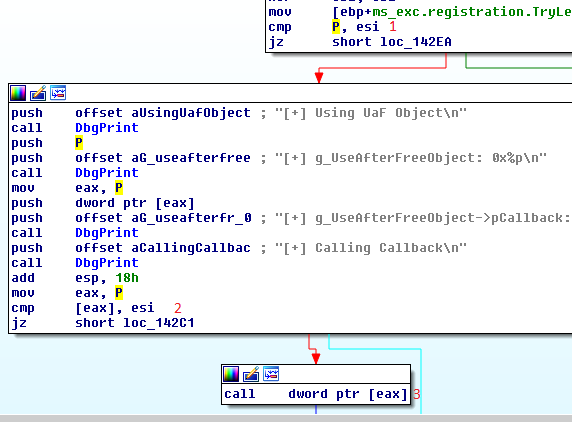 mov [ebp+ms_exc.registration.TryLe
cmp P, esi 1
jz short loc_142EA
push offset aUsingUafObject ; "[+] Using UaF Object\n"
call DbgPrint
push P
push offset aG_useafterfree ; "[+] g_UseAfterFreeObject: 0x%p\n"
call DbgPrint
mov eax, P
push dword ptr [eax]
push offset aG_useafterfr_0 ; "[+] g_UseAfterFreeObject->pCallback:
call DbgPrint
push offset aCallingCallbac ; "[+] Calling Callback\n"
call DbgPrint
add esp, 18h
mov eax, P
cmp [eax], esi 2
jz short loc_142C1
call dword ptr [eax] 3